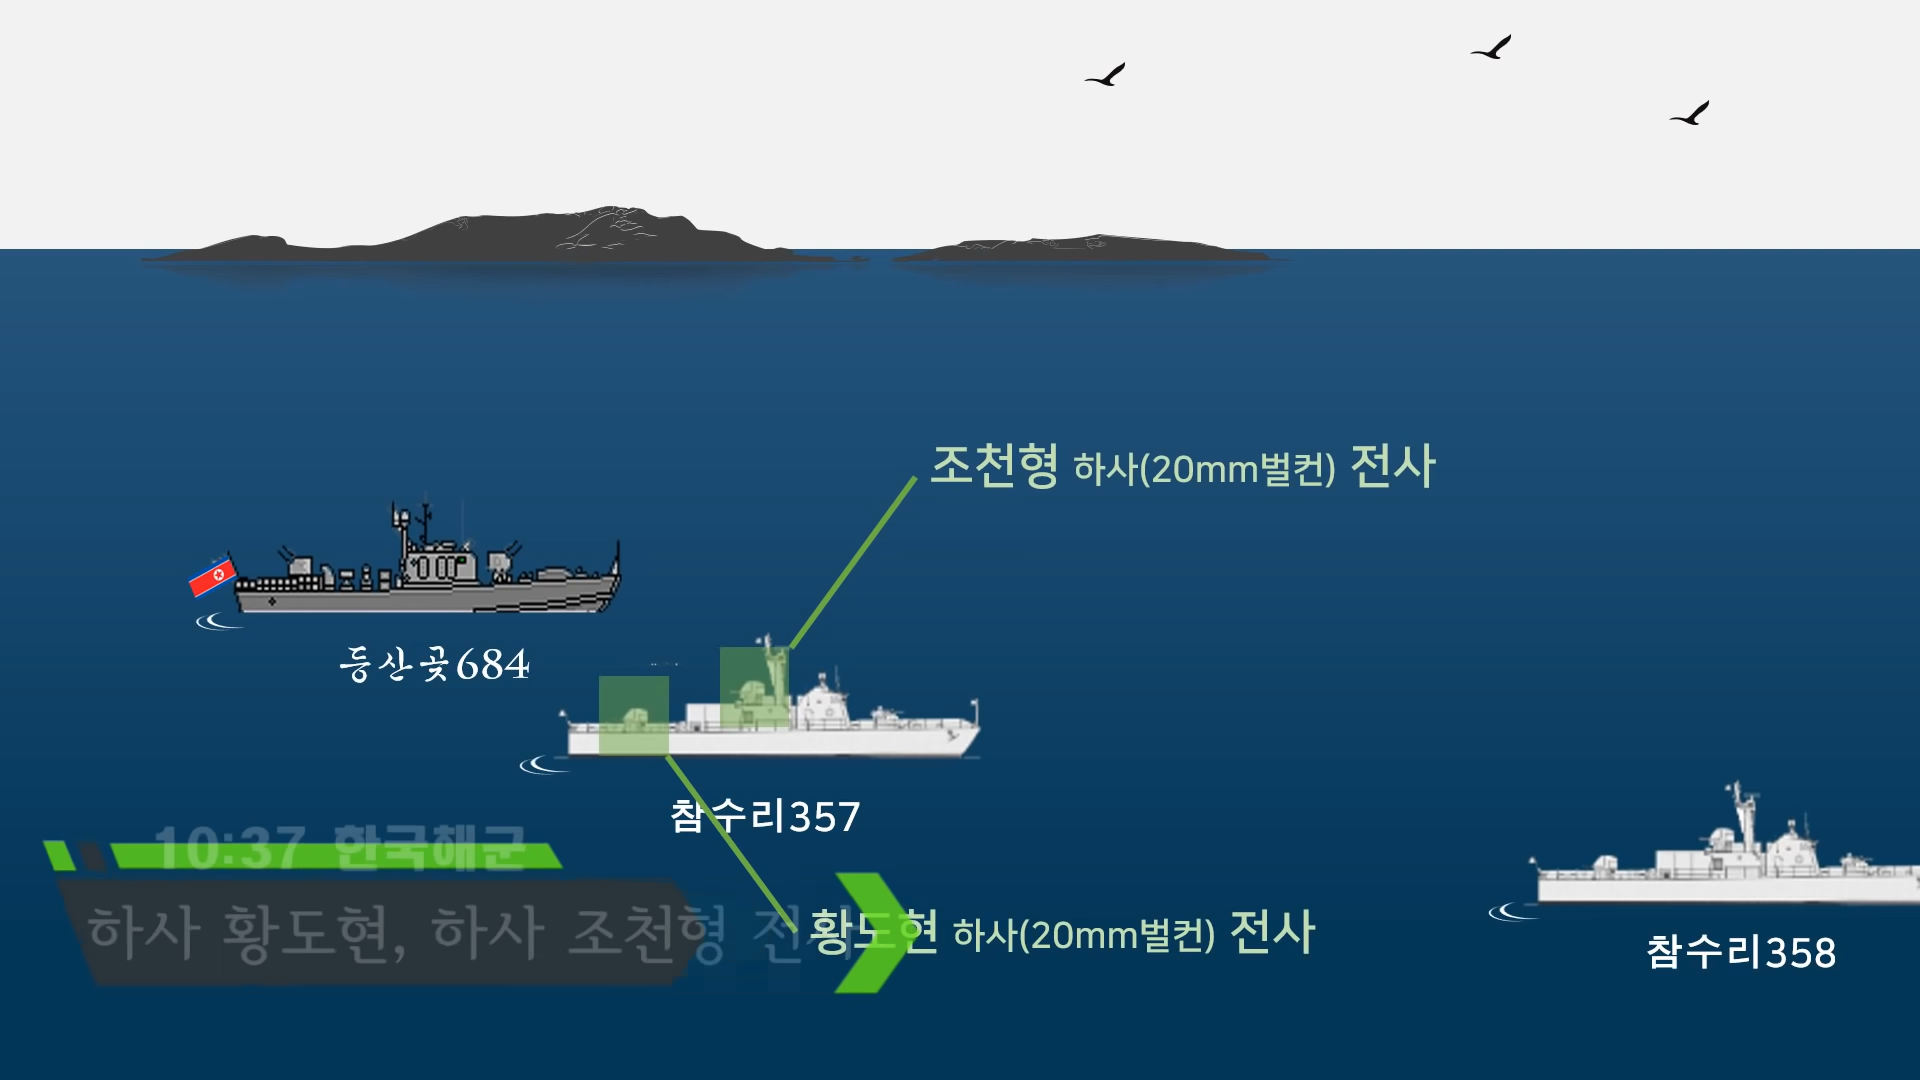 조천형 하사(20mm벌컨) 전사
등산곶684
참수리357
10:37 한국해군
하사 황도현, 하사 조천형 전사
황도현 하사(20mm벌컨) 전사
참수리358